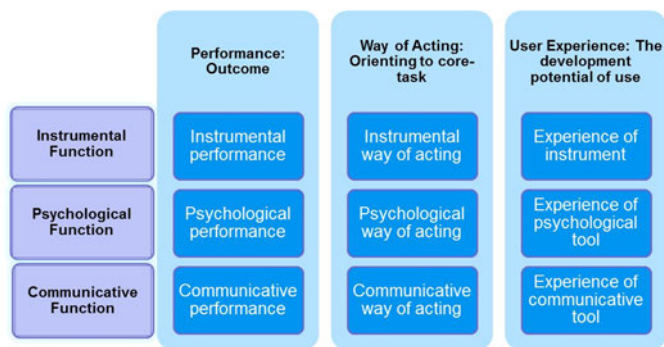 Performance:
Outcome
Way of Acting:
Orienting to core-
task
User Experience: The
development
potential of use
Instrumental
Function
Instrumental
performance
Instrumental
way of acting
Experience of
instrument
Psychological
Function
Psychological
performance
Psychological
way of acting
Experience of
psychological
tool
Communicative
Function
Communicative
performance
Communicative
way of acting
Experience of
communicative
tool